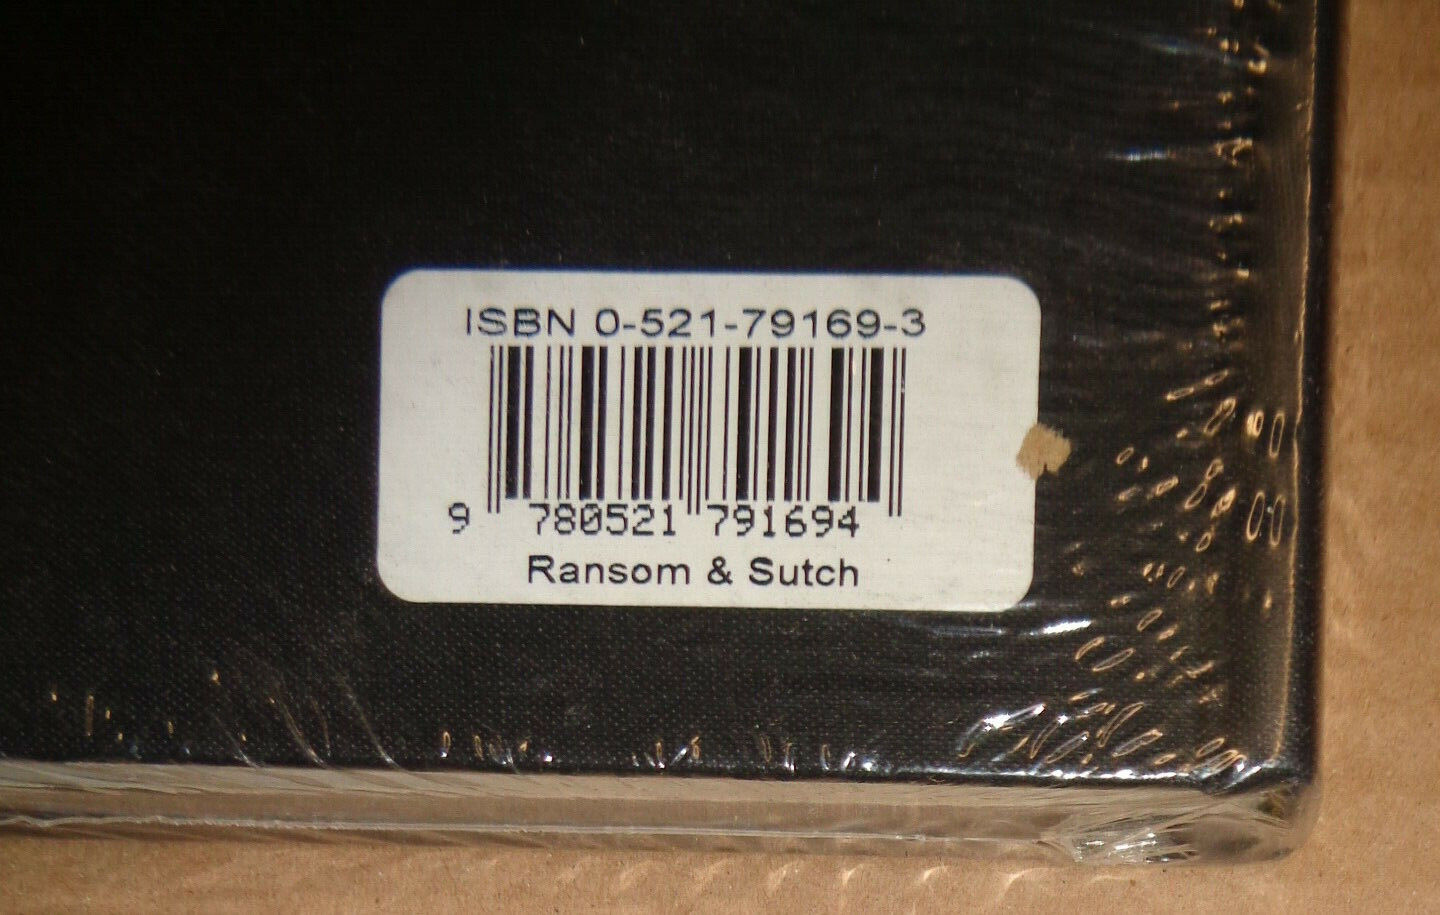 ISBN 0-521-79169-3
9 780521 791694
Ransom & Sutch